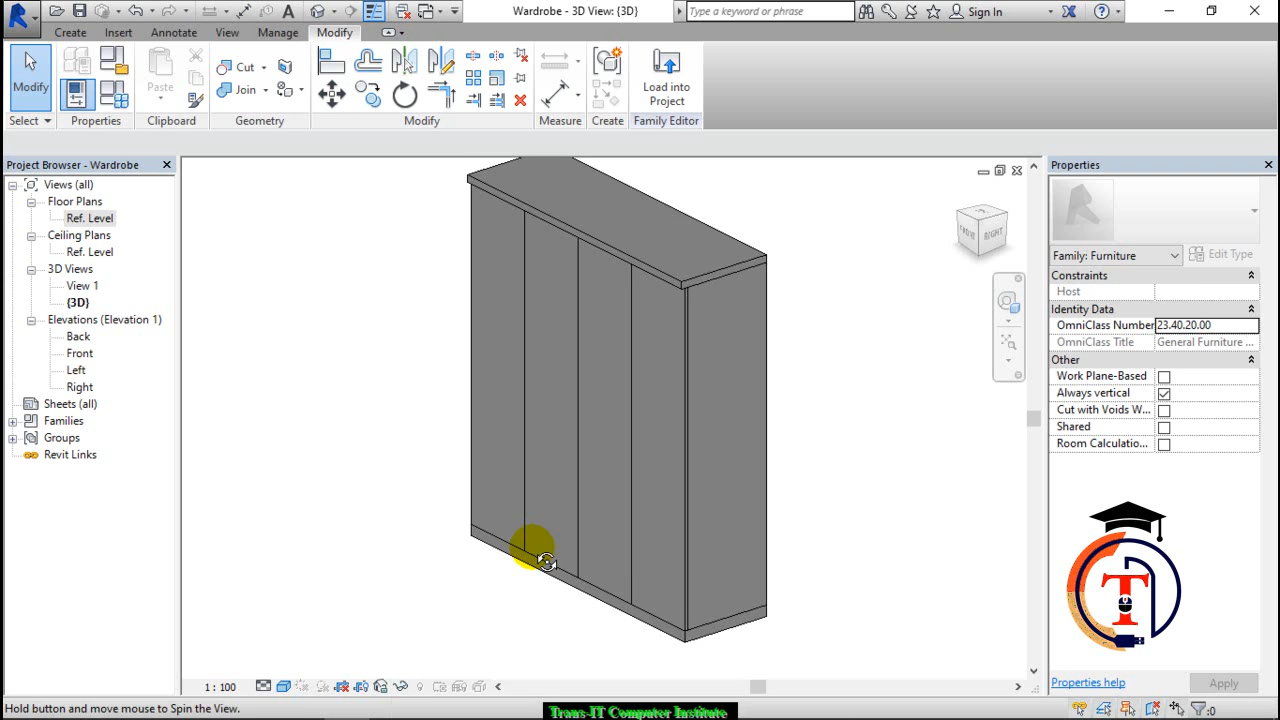 Wardrobe - 3D View: {3D}
Type a keyword or phrase
Sign In
Create
Insert
Annotate
View
Manage
Modify
Modify
Select
Properties
Paste
Clipboard
Cut
Join
Geometry
Modify
Measure
Create
Load into
Project
Family Editor
Project Browser - Wardrobe
Views (all)
Floor Plans
Ref. Level
Ceiling Plans
Ref. Level
3D Views
View 1
{3D}
Elevations (Elevation 1)
Back
Front
Left
Right
Sheets (all)
Families
Groups
Revit Links
FRONT
RIGHT
Properties
Family: Furniture
Edit Type
Constraints
Host
Identity Data
OmniClass Number 23.40.20.00
OmniClass Title General Furniture ...
Other
Work Plane-Based
Always vertical
Cut with Voids W...
Shared
Room Calculatio...
T
Properties help
Apply
1 : 100
Hold button and move mouse to Spin the View.
:0
Trans-IT Computer Institute